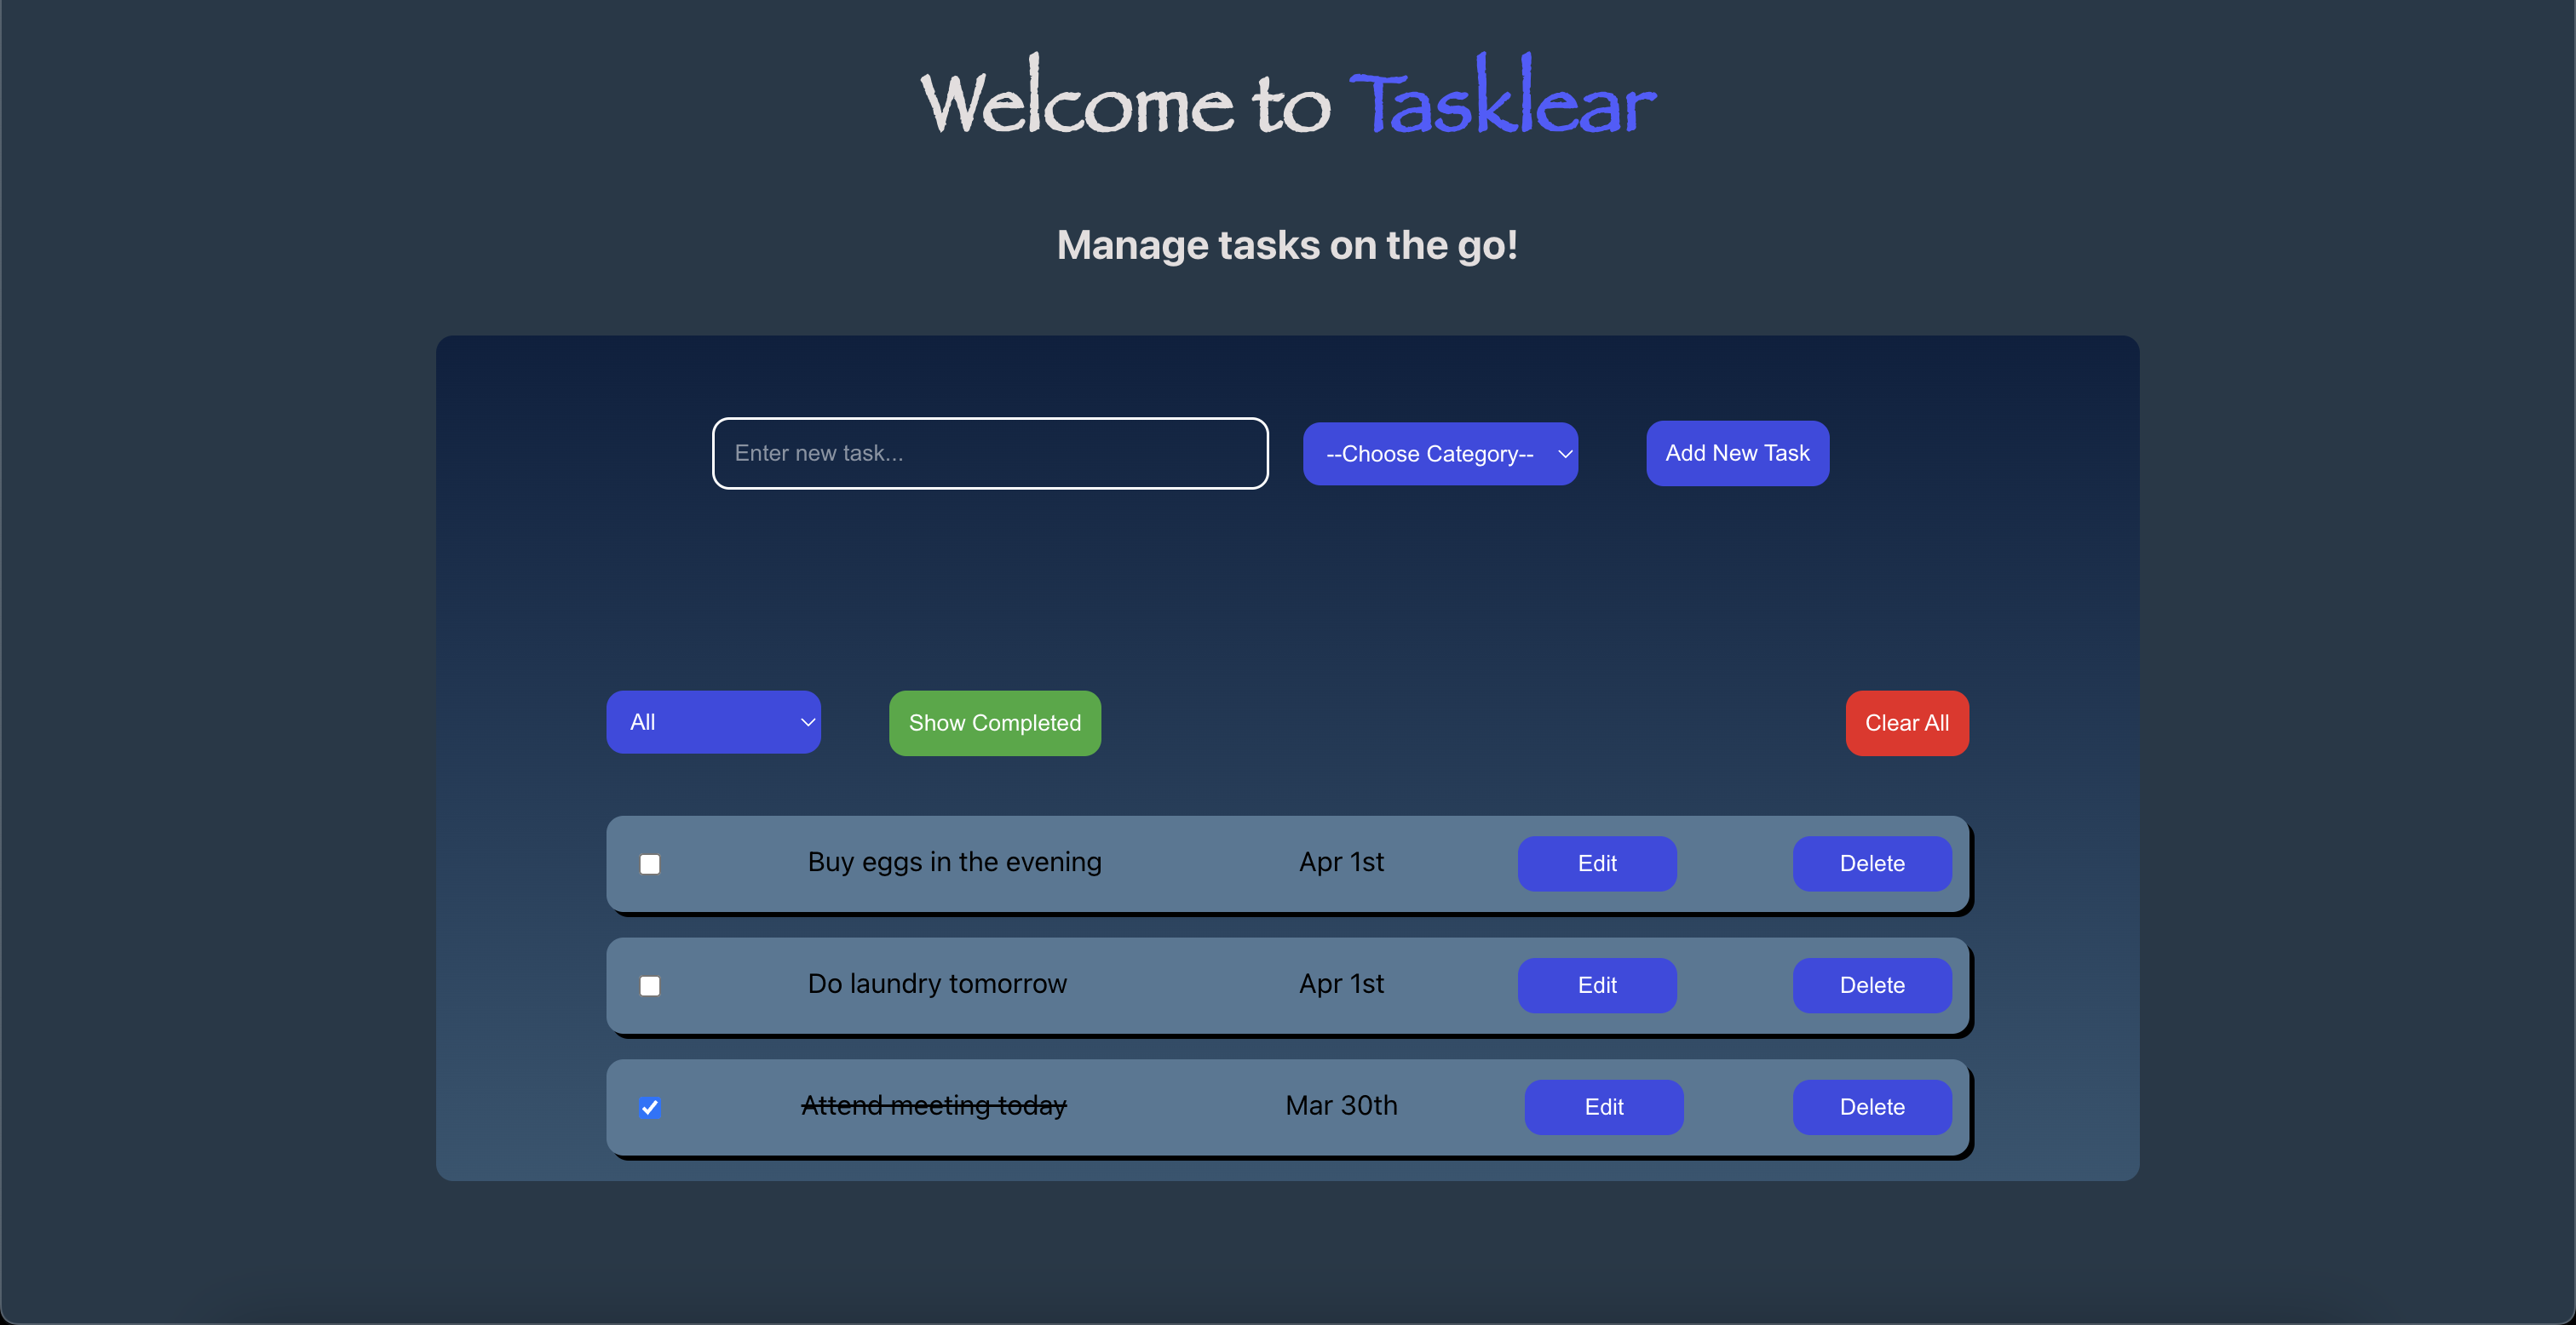 Welcome to Tasklear
Manage tasks on the go!
Enter new task... --Choose Category-- Add New Task
All Show Completed Clear All
Buy eggs in the evening Apr 1st Edit Delete
Do laundry tomorrow Apr 1st Edit Delete
Attend meeting today Mar 30th Edit Delete